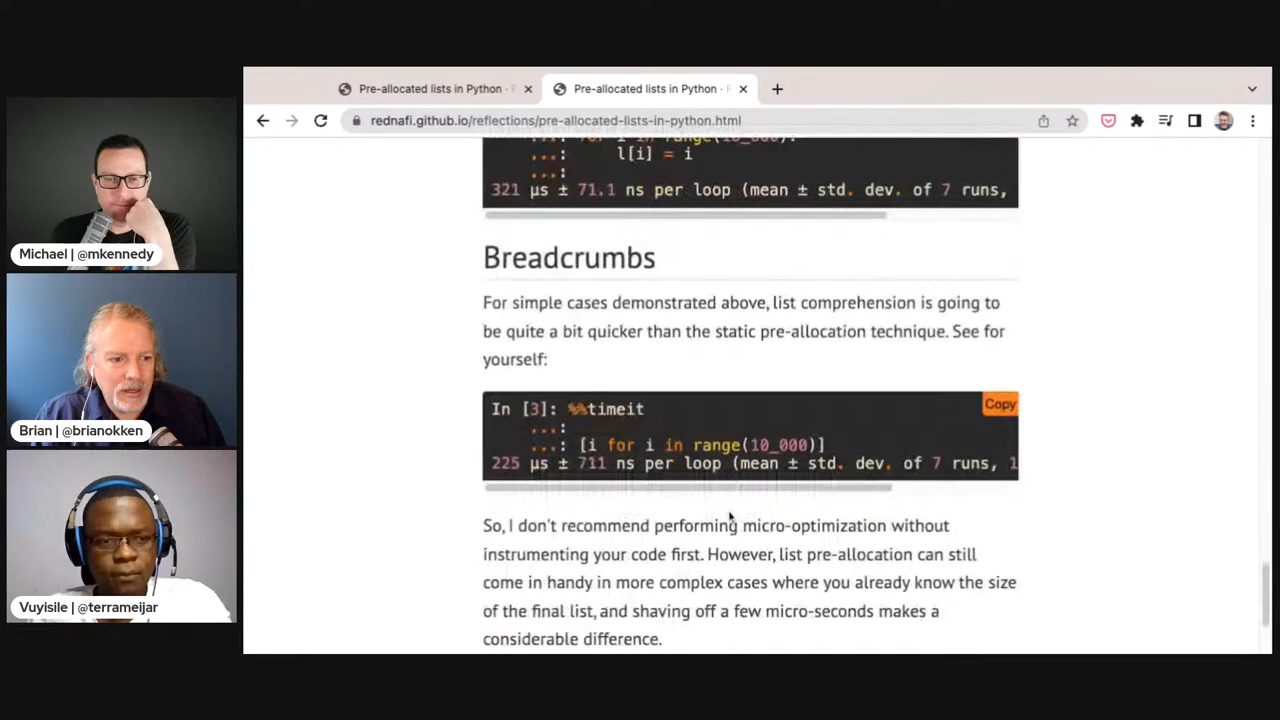 Michael | @mkennedy
Brian | @brianokken
Vuyisile | @terrameijar
Pre-allocated lists in Python ·
Pre-allocated lists in Python ·
rednafi.github.io/reflections/pre-allocated-lists-in-python.html
...: for i in range(10_000):
...: l[i] = i
...:
321 µs ± 71.1 ns per loop (mean ± std. dev. of 7 runs,
Breadcrumbs
For simple cases demonstrated above, list comprehension is going to
be quite a bit quicker than the static pre-allocation technique. See for
yourself:
Copy
In [3]: %%timeit
...:
...: [i for i in range(10_000)]
225 µs ± 711 ns per loop (mean ± std. dev. of 7 runs, 1
So, I don't recommend performing micro-optimization without
instrumenting your code first. However, list pre-allocation can still
come in handy in more complex cases where you already know the size
of the final list, and shaving off a few micro-seconds makes a
considerable difference.